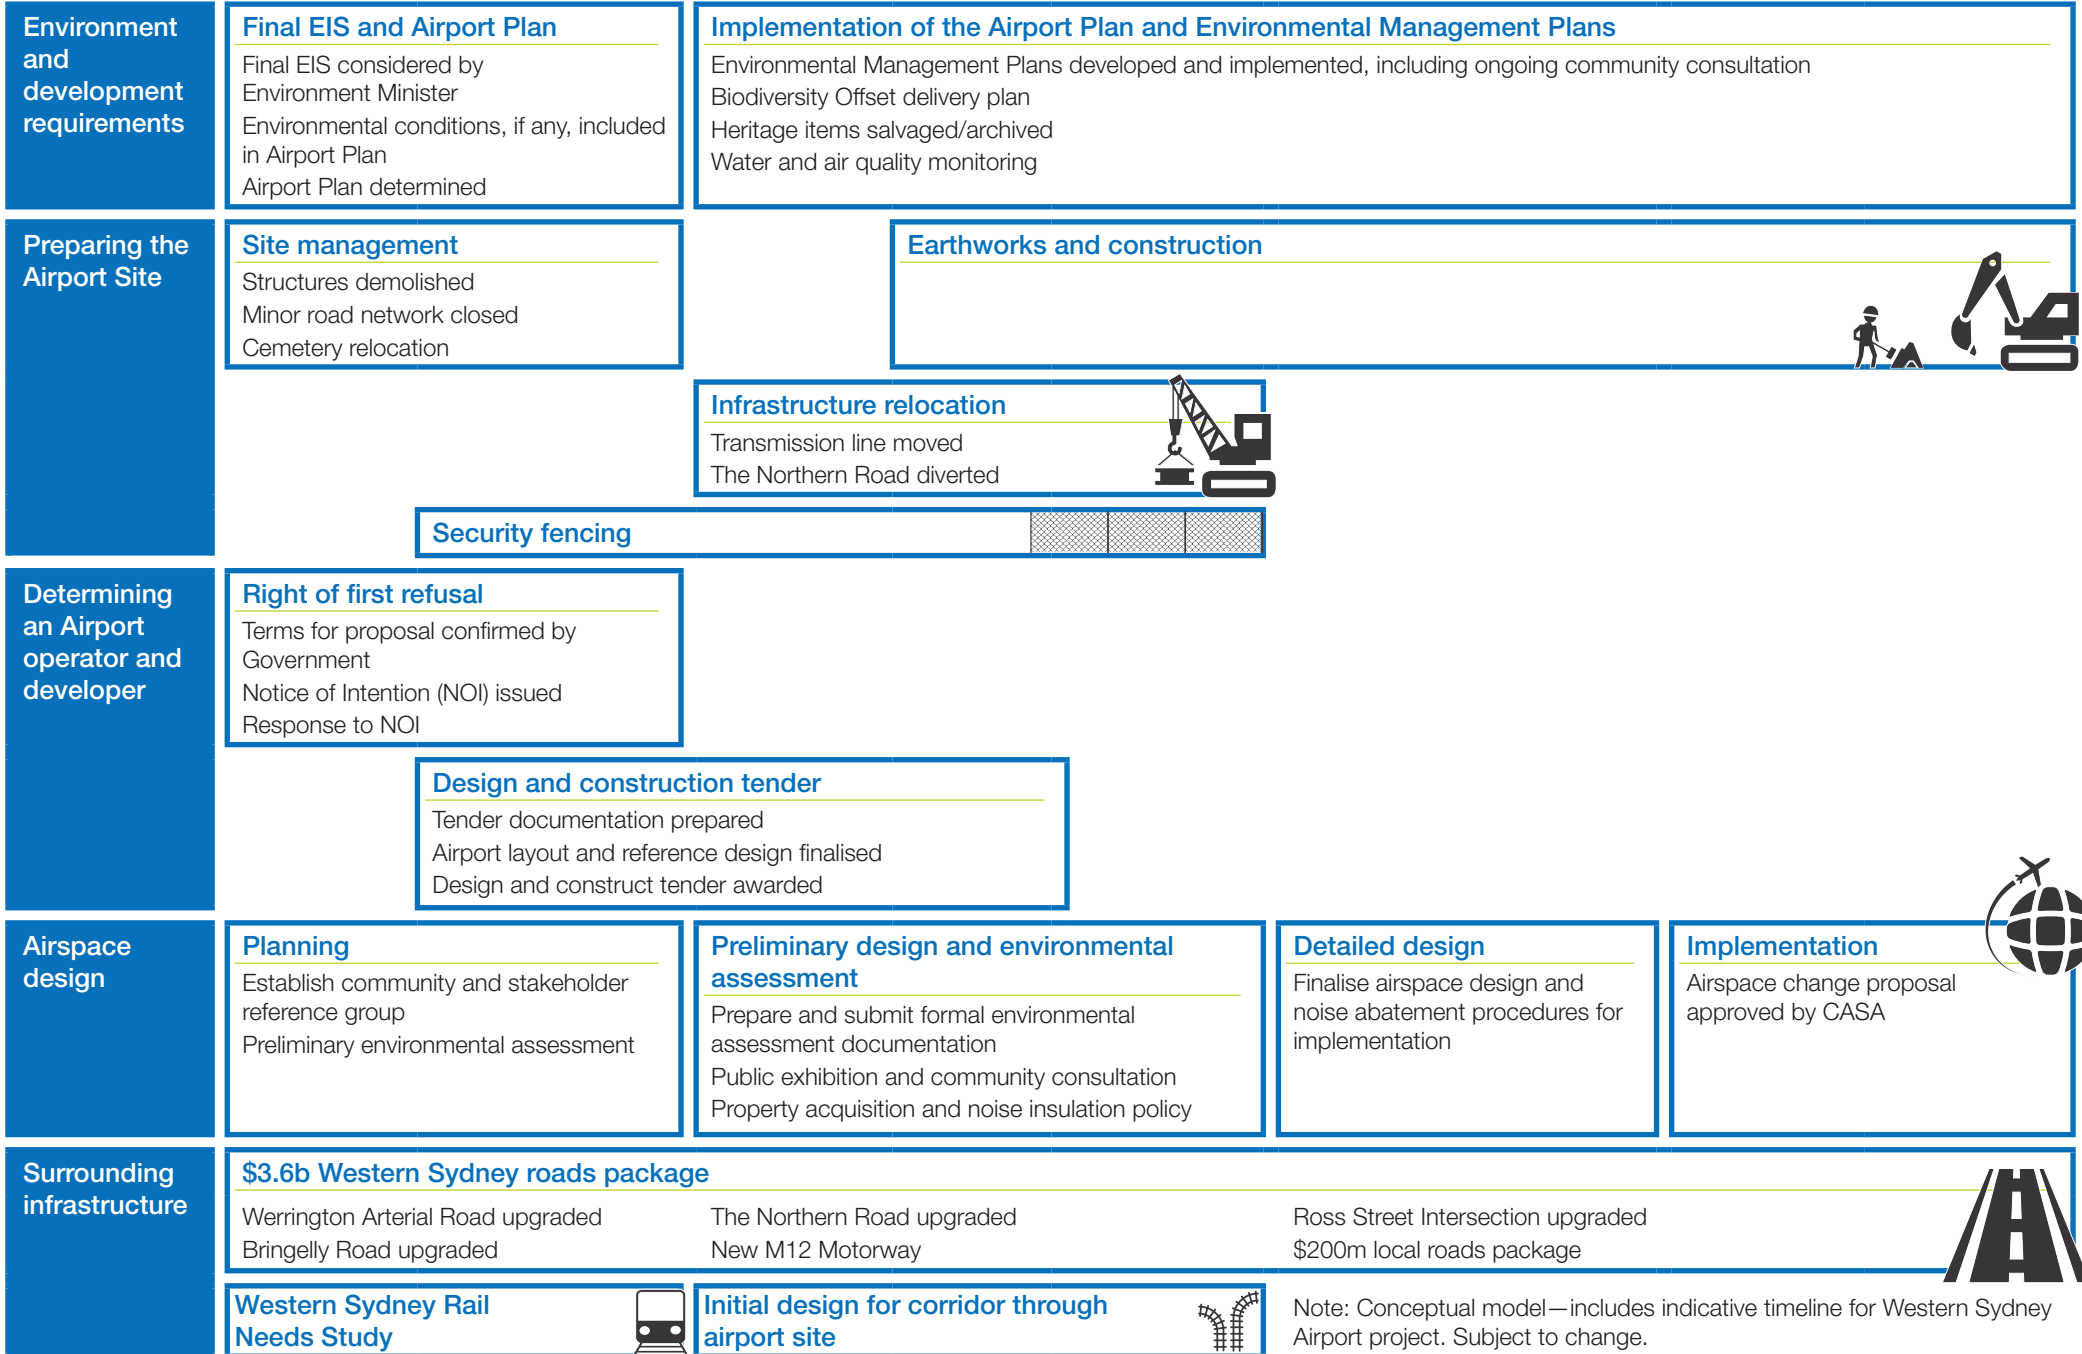 Environment
and
development
requirements
Final EIS and Airport Plan
Final EIS considered by
Environment Minister
Environmental conditions, if any, included
in Airport Plan
Airport Plan determined
Implementation of the Airport Plan and Environmental Management Plans
Environmental Management Plans developed and implemented, including ongoing community consultation
Biodiversity Offset delivery plan
Heritage items salvaged/archived
Water and air quality monitoring
Preparing the
Airport Site
Site management
Structures demolished
Minor road network closed
Cemetery relocation
Earthworks and construction
Infrastructure relocation
Transmission line moved
The Northern Road diverted
Security fencing
Determining
an Airport
operator and
developer
Right of first refusal
Terms for proposal confirmed by
Government
Notice of Intention (NOI) issued
Response to NOI
Design and construction tender
Tender documentation prepared
Airport layout and reference design finalised
Design and construct tender awarded
Airspace
design
Planning
Establish community and stakeholder
reference group
Preliminary environmental assessment
Preliminary design and environmental
assessment
Prepare and submit formal environmental
assessment documentation
Public exhibition and community consultation
Property acquisition and noise insulation policy
Detailed design
Finalise airspace design and
noise abatement procedures for
implementation
Implementation
Airspace change proposal
approved by CASA
Surrounding
infrastructure
$3.6b Western Sydney roads package
Werrington Arterial Road upgraded
Bringelly Road upgraded
The Northern Road upgraded
New M12 Motorway
Ross Street Intersection upgraded
$200m local roads package
Western Sydney Rail
Needs Study
Initial design for corridor through
airport site
Note: Conceptual model—includes indicative timeline for Western Sydney
Airport project. Subject to change.